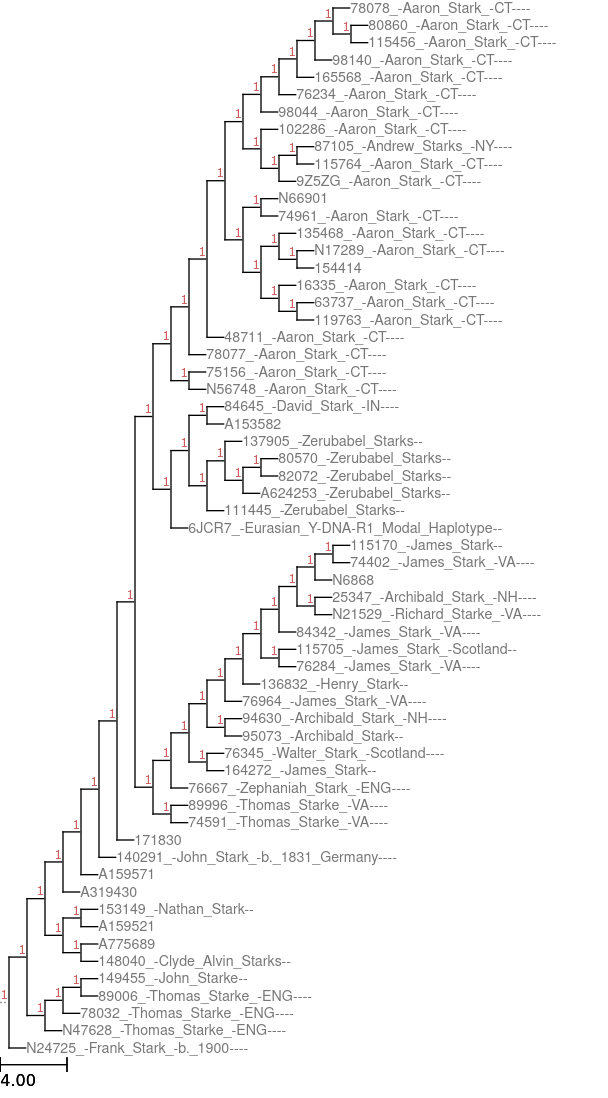 78078_-Aaron_Stark_-CT----
80860_-Aaron_Stark_-CT----
115456_-Aaron_Stark_-CT----
98140_-Aaron_Stark_-CT----
165568_-Aaron_Stark_-CT----
76234_-Aaron_Stark_-CT----
98044_-Aaron_Stark_-CT----
102286_-Aaron_Stark_-CT----
87105_-Andrew_Starks_-NY----
115764_-Aaron_Stark_-CT----
9Z5ZG_-Aaron_Stark_-CT----
N66901
74961_-Aaron_Stark_-CT----
135468_-Aaron_Stark_-CT----
N17289_-Aaron_Stark_-CT----
154414
16335_-Aaron_Stark_-CT----
63737_-Aaron_Stark_-CT----
119763_-Aaron_Stark_-CT----
48711_-Aaron_Stark_-CT----
78077_-Aaron_Stark_-CT----
75156_-Aaron_Stark_-CT----
N56748_-Aaron_Stark_-CT----
84645_-David_Stark_-IN----
A153582
137905_-Zerubabel_Starks--
80570_-Zerubabel_Starks--
82072_-Zerubabel_Starks--
A624253_-Zerubabel_Starks--
111445_-Zerubabel_Starks--
6JCR7_-Eurasian_Y-DNA-R1_Modal_Haplotype--
115170_-James_Stark--
74402_-James_Stark_-VA----
N6868
25347_-Archibald_Stark_-NH----
N21529_-Richard_Starke_-VA----
84342_-James_Stark_-VA----
115705_-James_Stark_-Scotland--
76284_-James_Stark_-VA----
136832_-Henry_Stark--
76964_-James_Stark_-VA----
94630_-Archibald_Stark_-NH----
95073_-Archibald_Stark--
76345_-Walter_Stark_-Scotland----
164272_-James_Stark--
76667_-Zephaniah_Stark_-ENG----
89996_-Thomas_Starke_-VA----
74591_-Thomas_Starke_-VA----
171830
140291_-John_Stark_-b._1831_Germany----
A159571
A319430
153149_-Nathan_Stark--
A159521
A775689
148040_-Clyde_Alvin_Starks--
149455_-John_Starke--
89006_-Thomas_Starke_-ENG----
78032_-Thomas_Starke_-ENG----
N47628_-Thomas_Starke_-ENG----
N24725_-Frank_Stark_-b._1900----
4.00